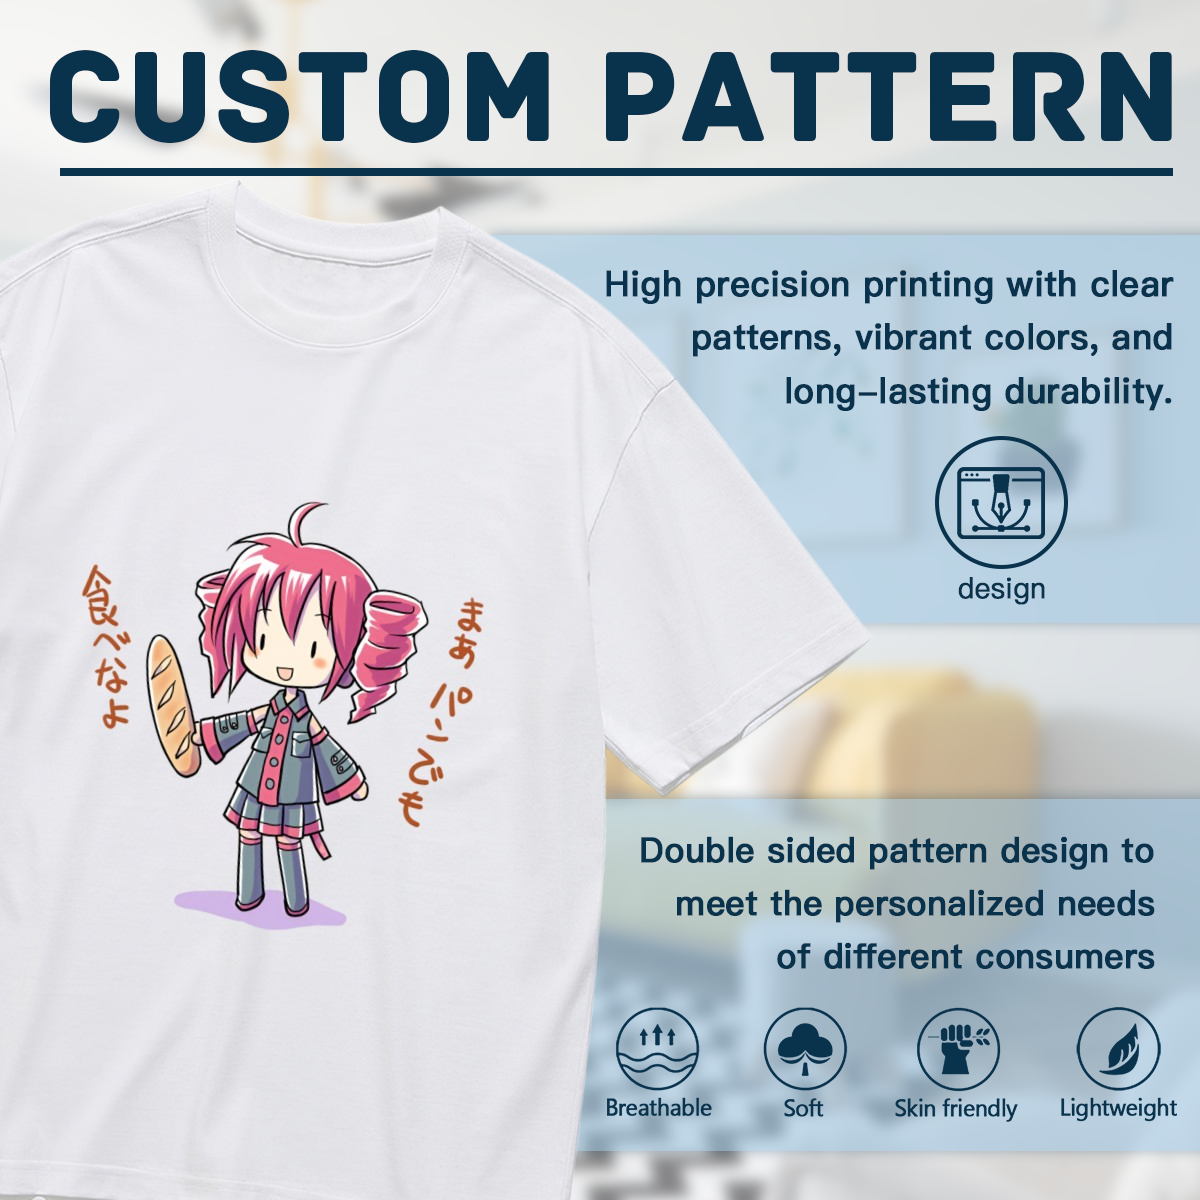 CUSTOM PATTERN
High precision printing with clear
patterns, vibrant colors, and
long-lasting durability.
design
まぁ パンでも
食べなよ
Double sided pattern design to
meet the personalized needs
of different consumers
Breathable
Soft
Skin friendly
Lightweight